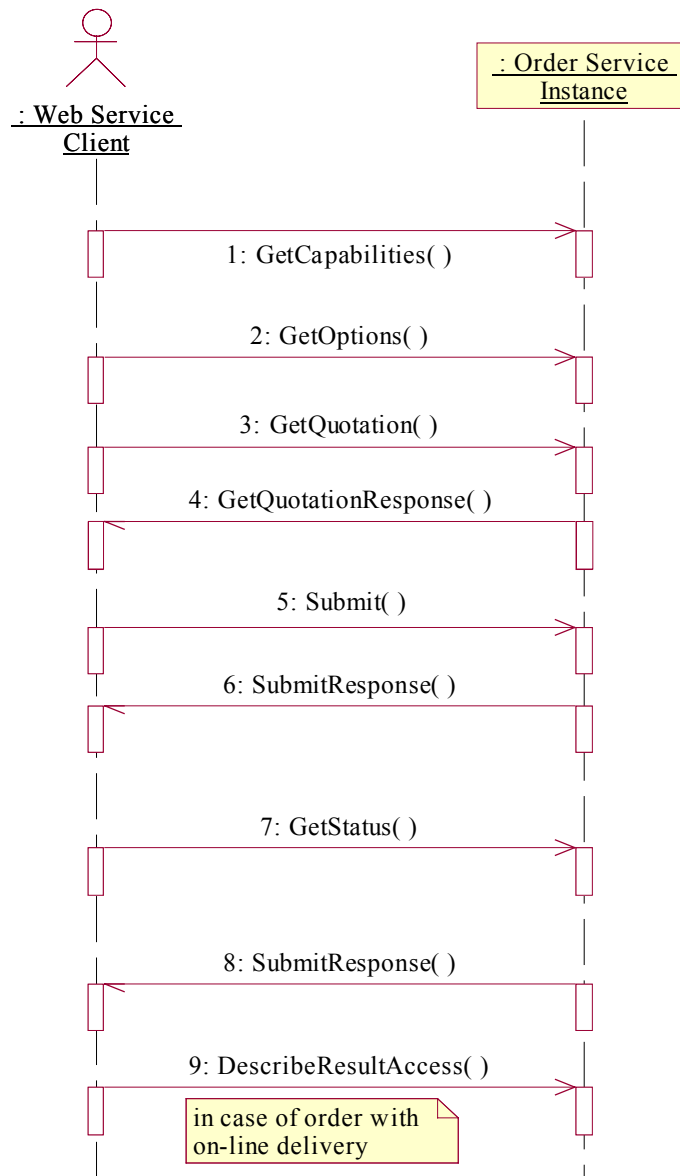 : Web Service
Client
: Order Service
Instance
1: GetCapabilities( )
2: GetOptions( )
3: GetQuotation( )
4: GetQuotationResponse( )
5: Submit( )
6: SubmitResponse( )
7: GetStatus( )
8: SubmitResponse( )
9: DescribeResultAccess( )
in case of order with
on-line delivery